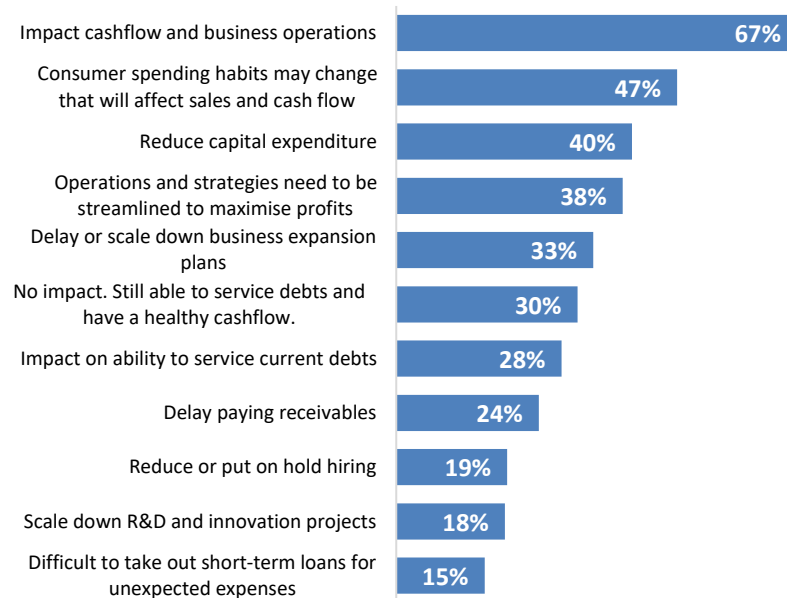 Impact cashflow and business operations
67%
Consumer spending habits may change
that will affect sales and cash flow
47%
Reduce capital expenditure
40%
Operations and strategies need to be
streamlined to maximise profits
38%
Delay or scale down business expansion
plans
33%
No impact. Still able to service debts and
have a healthy cashflow.
30%
Impact on ability to service current debts
28%
Delay paying receivables
24%
Reduce or put on hold hiring
19%
Scale down R&D and innovation projects
18%
Difficult to take out short-term loans for
unexpected expenses
15%